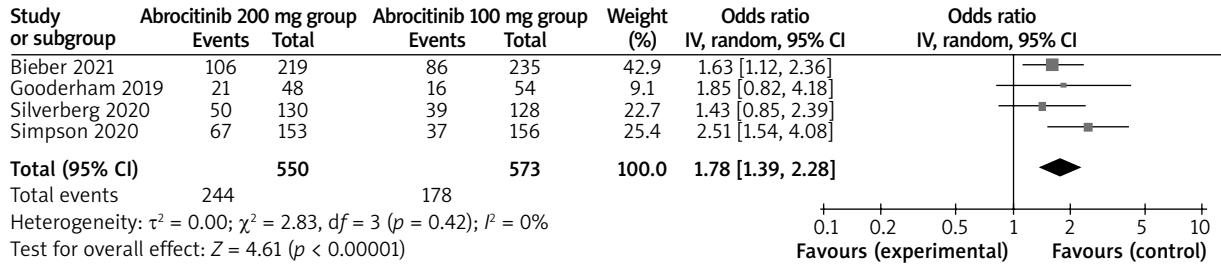 Study Abrocitinib 200 mg group Abrocitinib 100 mg group Weight Odds ratio Odds ratio
or subgroup Events Total Events Total (%) IV, random, 95% CI IV, random, 95% CI
Bieber 2021 106 219 86 235 42.9 1.63 [1.12, 2.36]
Gooderham 2019 21 48 16 54 9.1 1.85 [0.82, 4.18]
Silverberg 2020 50 130 39 128 22.7 1.43 [0.85, 2.39]
Simpson 2020 67 153 37 156 25.4 2.51 [1.54, 4.08]
Total (95% CI) 550 573 100.0 1.78 [1.39, 2.28]
Total events 244 178
Heterogeneity: τ² = 0.00; χ² = 2.83, df = 3 (p = 0.42); I² = 0%
Test for overall effect: Z = 4.61 (p < 0.00001)
0.1 0.2 0.5 1 2 5 10
Favours (experimental) Favours (control)